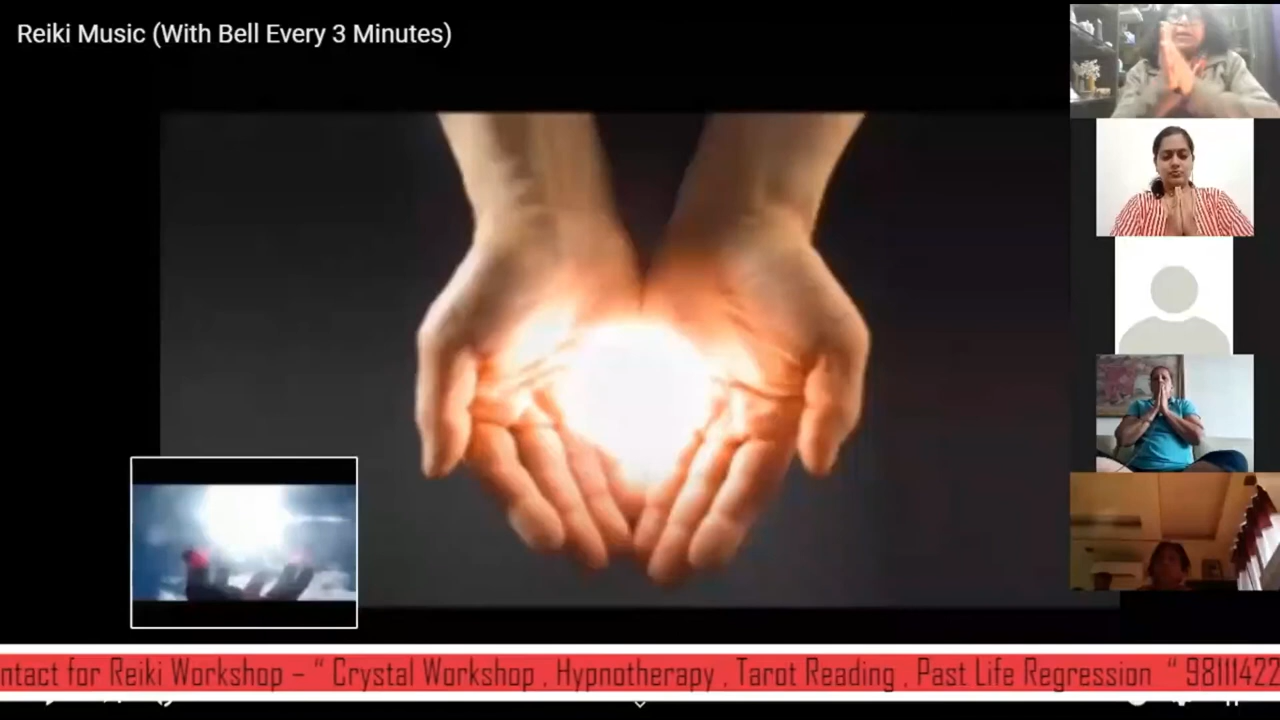 Reiki Music (With Bell Every 3 Minutes)
ntact for Reiki Workshop – “ Crystal Workshop , Hypnotherapy , Tarot Reading , Past Life Regression “ 98111422